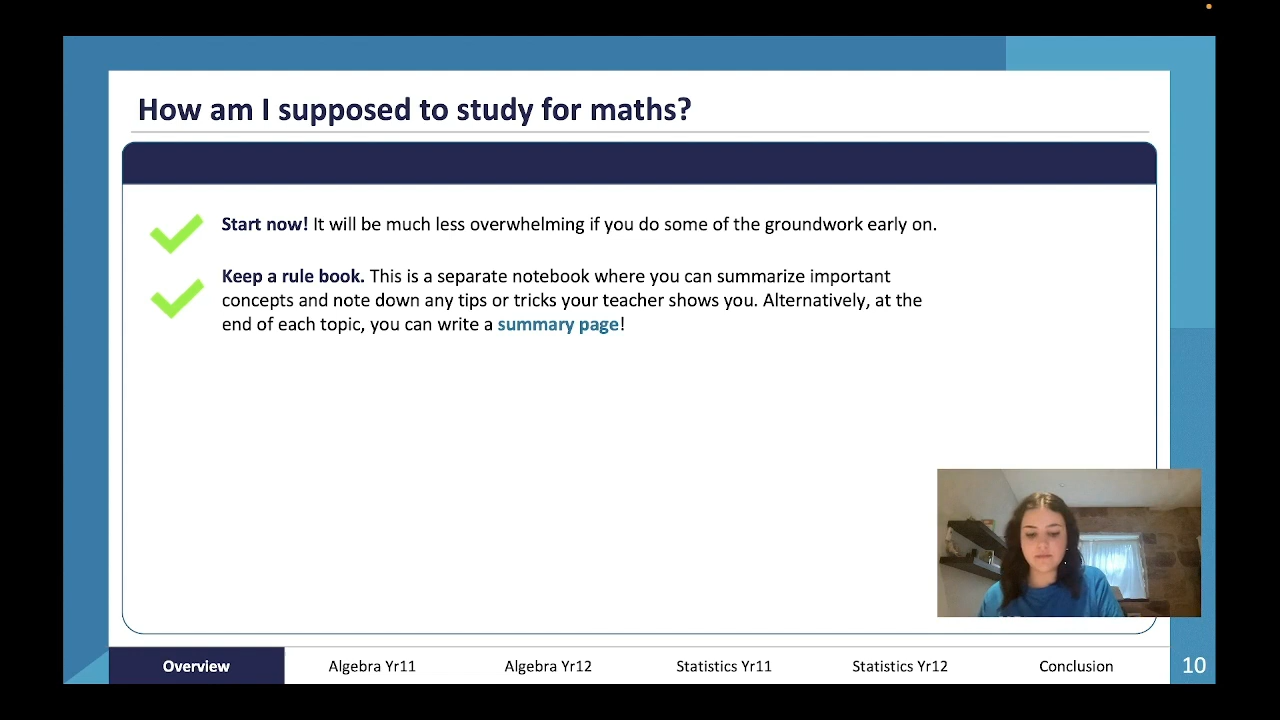 How am I supposed to study for maths?
Start now! It will be much less overwhelming if you do some of the groundwork early on.
Keep a rule book. This is a separate notebook where you can summarize important
concepts and note down any tips or tricks your teacher shows you. Alternatively, at the
end of each topic, you can write a summary page!
Overview
Algebra Yr11
Algebra Yr12
Statistics Yr11
Statistics Yr12
Conclusion
10